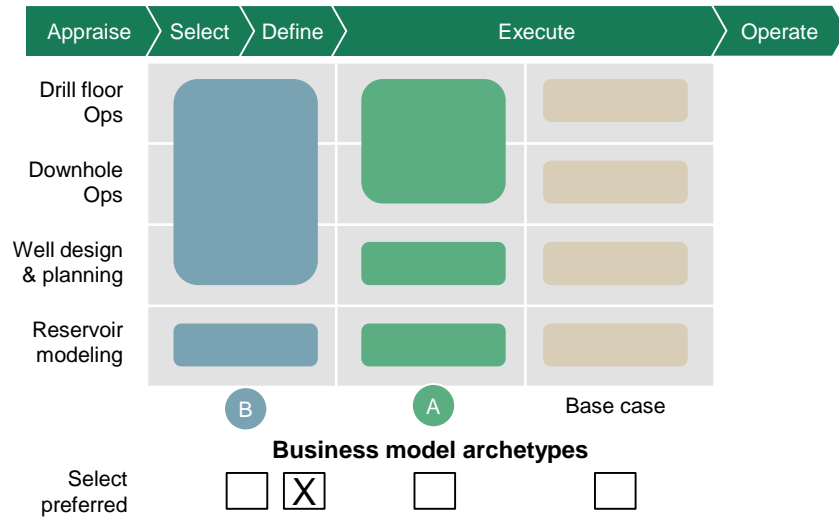 Appraise Select Define Execute Operate
Drill floor
Ops
Downhole
Ops
Well design
& planning
Reservoir
modeling
B A Base case
Business model archetypes
Select
preferred
X